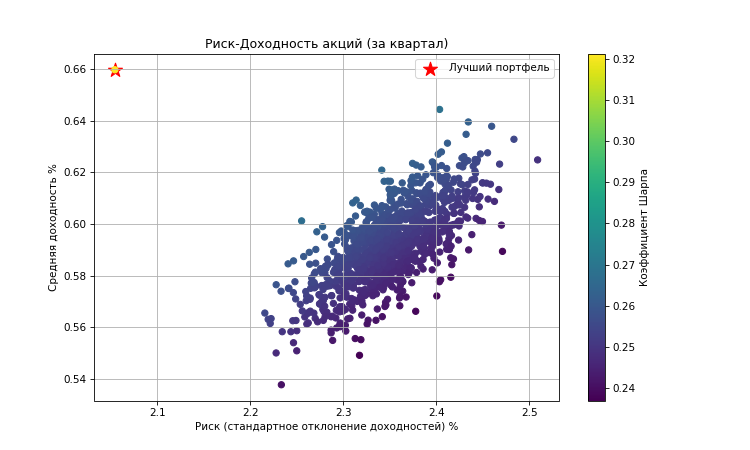 Риск-Доходность акций (за квартал)
Лучший портфель
Средняя доходность %
0.66
0.64
0.62
0.60
0.58
0.56
0.54
2.1 2.2 2.3 2.4 2.5
Риск (стандартное отклонение доходностей) %
0.32
0.31
0.30
0.29
0.28
0.27
0.26
0.25
0.24
Коэффициент Шарпа